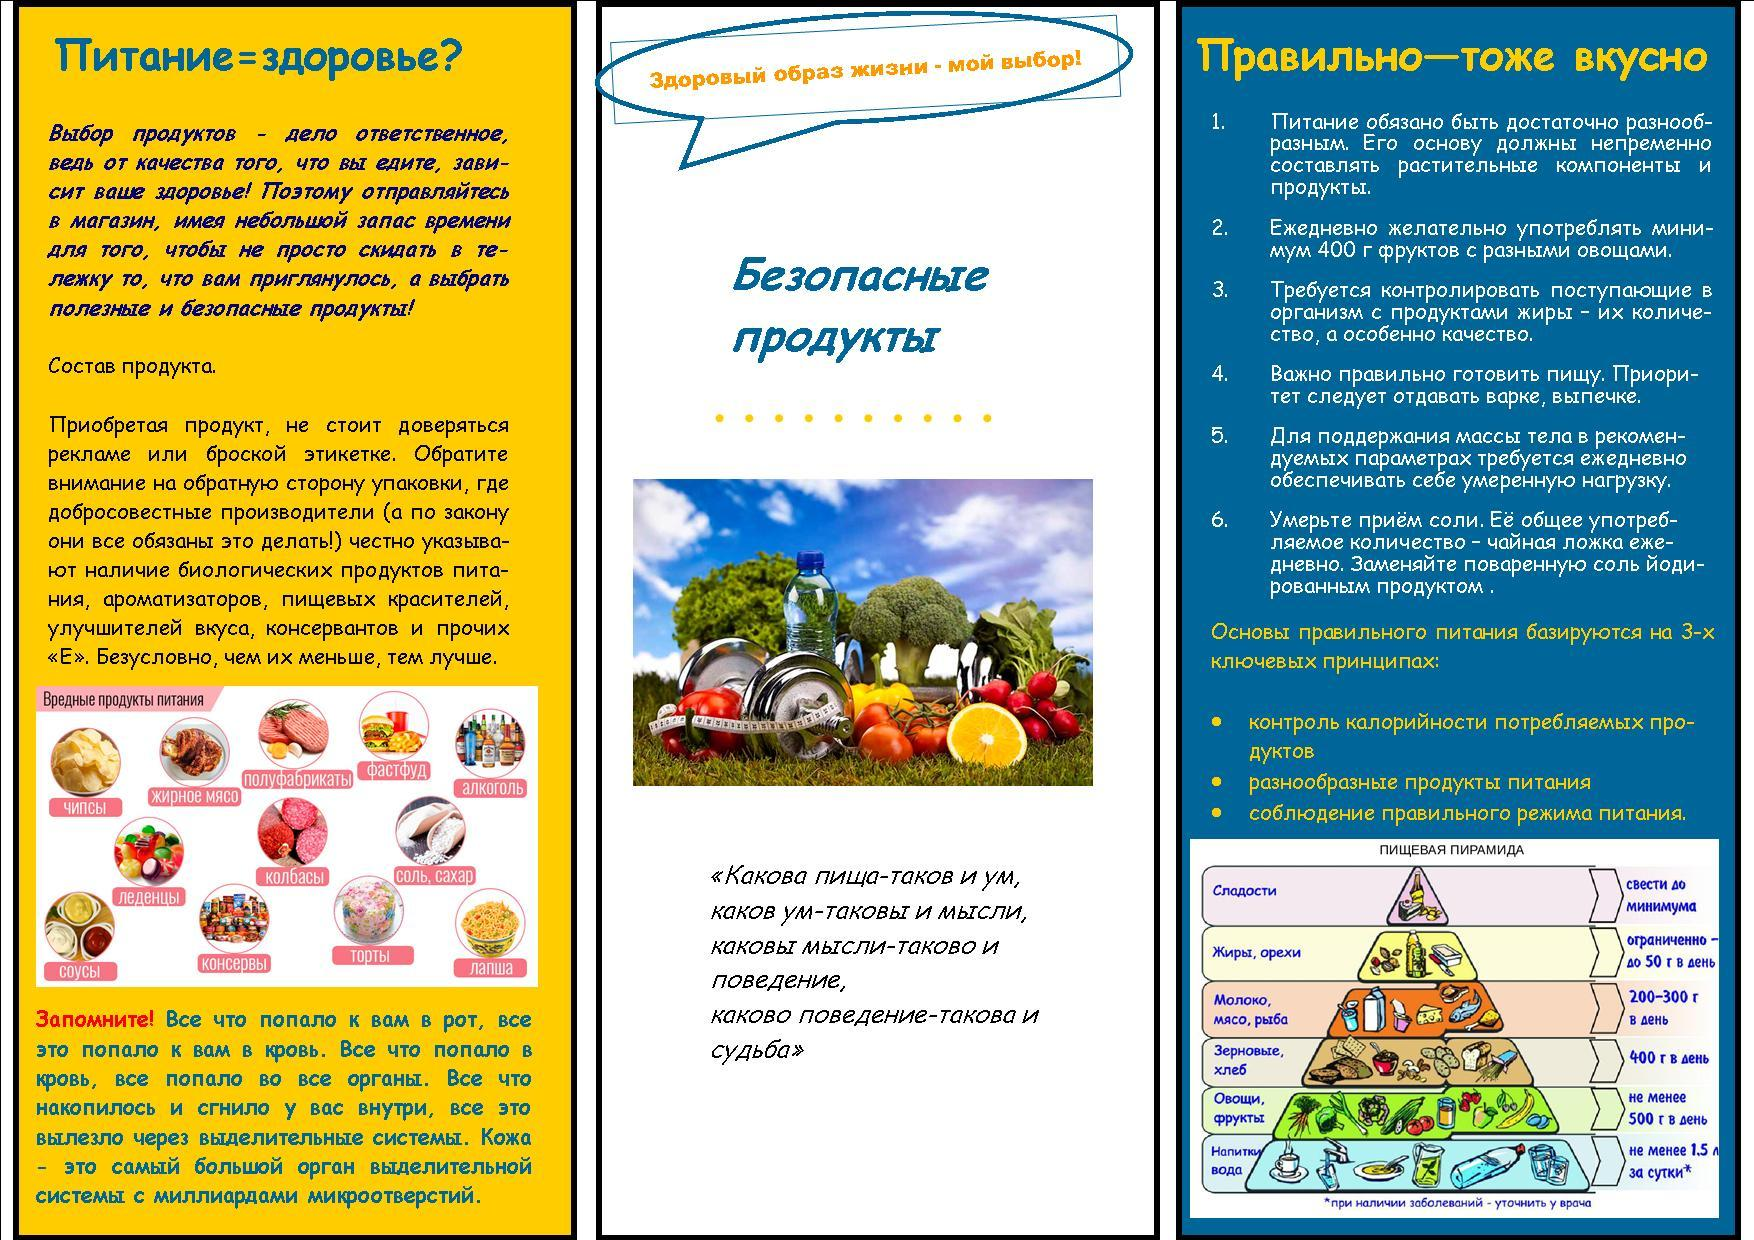 Питание=здоровье?
Выбор продуктов - дело ответственное,
ведь от качества того, что вы едите, зави-
сит ваше здоровье! Поэтому отправляйтесь
в магазин, имея небольшой запас времени
для того, чтобы не просто скидать в те-
лежку то, что вам приглянулось, а выбрать
полезные и безопасные продукты!
Состав продукта.
Приобретая продукт, не стоит доверяться
рекламе или броской этикетке. Обратите
внимание на обратную сторону упаковки, где
добросовестные производители (а по закону
они все обязаны это делать!) честно указыва-
ют наличие биологических продуктов пита-
ния, ароматизаторов, пищевых красителей,
улучшителей вкуса, консервантов и прочих
«Е». Безусловно, чем их меньше, тем лучше.
Вредные продукты питания
чипсы
жирное мясо
полуфабрикаты
фастфуд
алкоголь
леденцы
колбасы
соль, сахар
соусы
консервы
торты
лапша
Запомните! Все что попало к вам в рот, все
это попало к вам в кровь. Все что попало в
кровь, все попало во все органы. Все что
накопилось и сгнило у вас внутри, все это
вылезло через выделительные системы. Кожа
- это самый большой орган выделительной
системы с миллиардами микроотверстий.
Здоровый образ жизни - мой выбор!
Безопасные
продукты
«Какова пища-таков и ум,
каков ум-таковы и мысли,
каковы мысли-таково и
поведение,
каково поведение-такова и
судьба»
Правильно—тоже вкусно
1. Питание обязано быть достаточно разнооб-
разным. Его основу должны непременно
составлять растительные компоненты и
продукты.
2. Ежедневно желательно употреблять мини-
мум 400 г фруктов с разными овощами.
3. Требуется контролировать поступающие в
организм с продуктами жиры – их количе-
ство, а особенно качество.
4. Важно правильно готовить пищу. Приори-
тет следует отдавать варке, выпечке.
5. Для поддержания массы тела в рекомен-
дуемых параметрах требуется ежедневно
обеспечивать себе умеренную нагрузку.
6. Умерьте приём соли. Её общее употреб-
ляемое количество – чайная ложка еже-
дневно. Заменяйте поваренную соль йоди-
рованным продуктом .
Основы правильного питания базируются на 3-х
ключевых принципах:
• контроль калорийности потребляемых про-
дуктов
• разнообразные продукты питания
• соблюдение правильного режима питания.
ПИЩЕВАЯ ПИРАМИДА
Сладости
свести до
минимума
Жиры, орехи
ограниченно –
до 50 г в день
Молоко,
мясо, рыба
200–300 г
в день
Зерновые,
хлеб
400 г в день
Овощи,
фрукты
не менее
500 г в день
Напитки
вода
не менее 1.5 л
за сутки*
*при наличии заболеваний - уточнить у врача